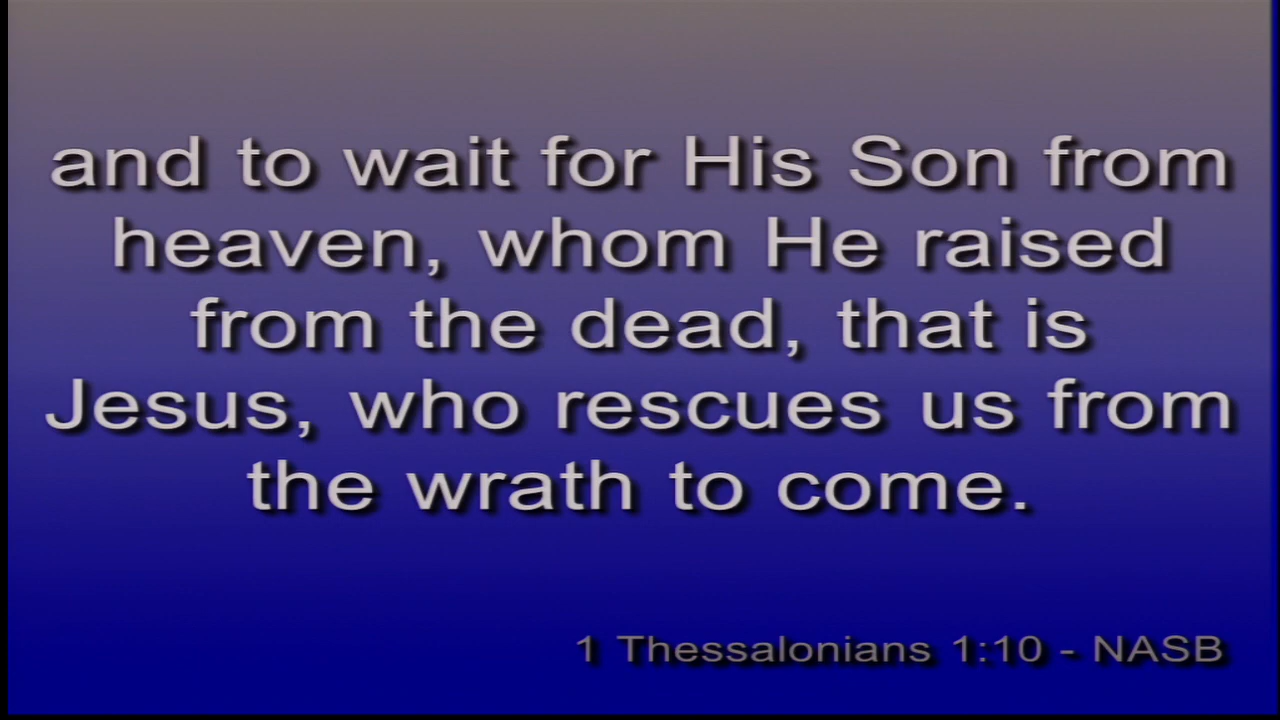 and to wait for His Son from
heaven, whom He raised
from the dead, that is
Jesus, who rescues us from
the wrath to come.
1 Thessalonians 1:10 - NASB